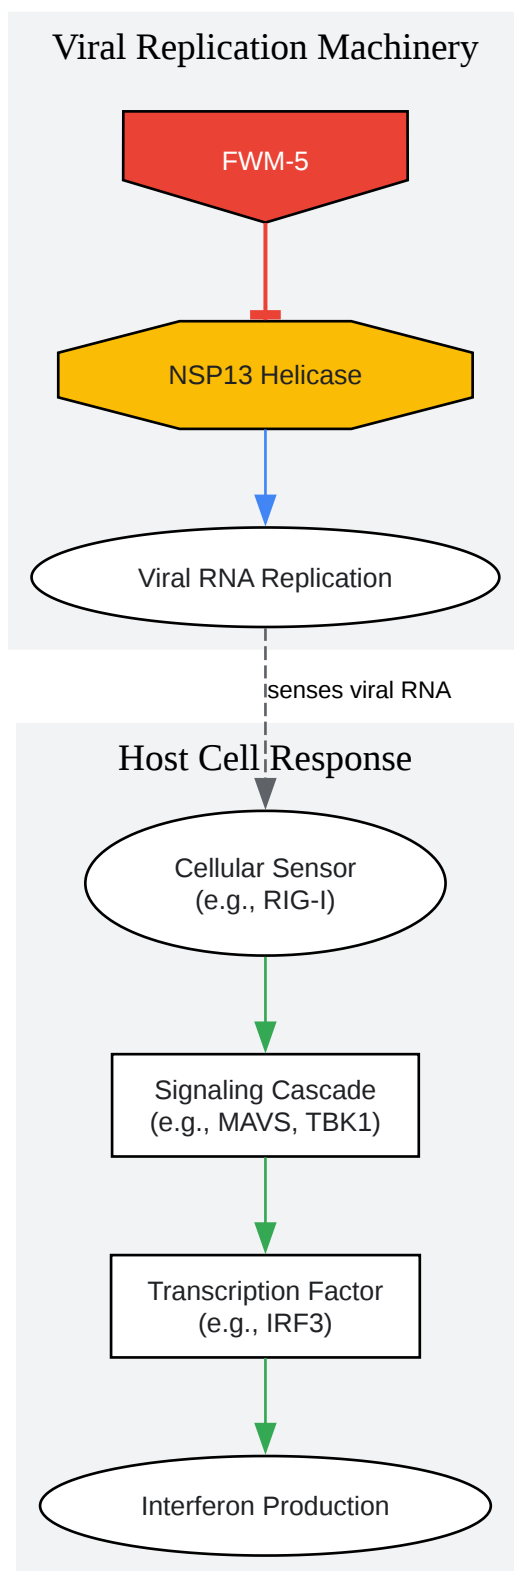 Viral Replication Machinery
FWM-5
NSP13 Helicase
Viral RNA Replication
senses viral RNA
Host Cell Response
Cellular Sensor
(e.g., RIG-I)
Signaling Cascade
(e.g., MAVS, TBK1)
Transcription Factor
(e.g., IRF3)
Interferon Production